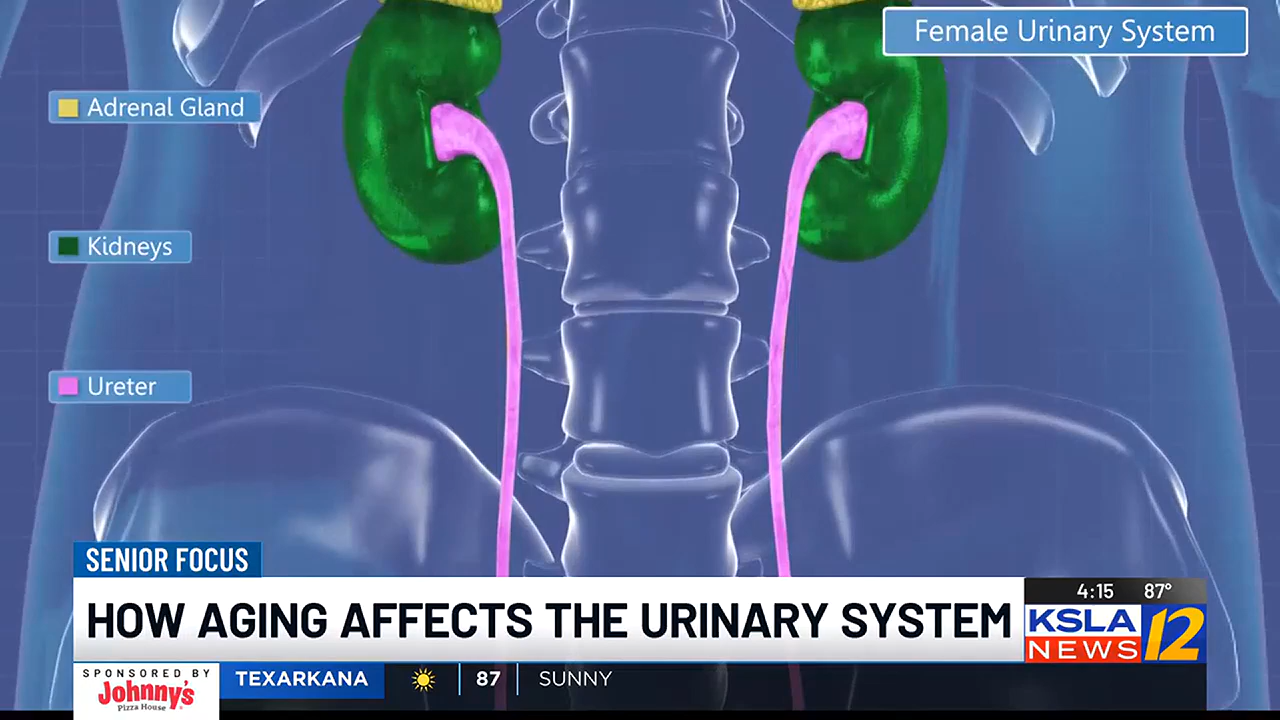 Female Urinary System
Adrenal Gland
Kidneys
Ureter
SENIOR FOCUS
HOW AGING AFFECTS THE URINARY SYSTEM
4:15 87°
KSLA
NEWS 12
SPONSORED BY
Johnny's
Pizza House
TEXARKANA 87 SUNNY